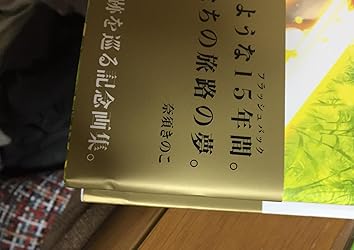 フラッシュバック
ような15年間。
ちの旅路の夢。
奈須きのこ
跡を巡る記念画集。